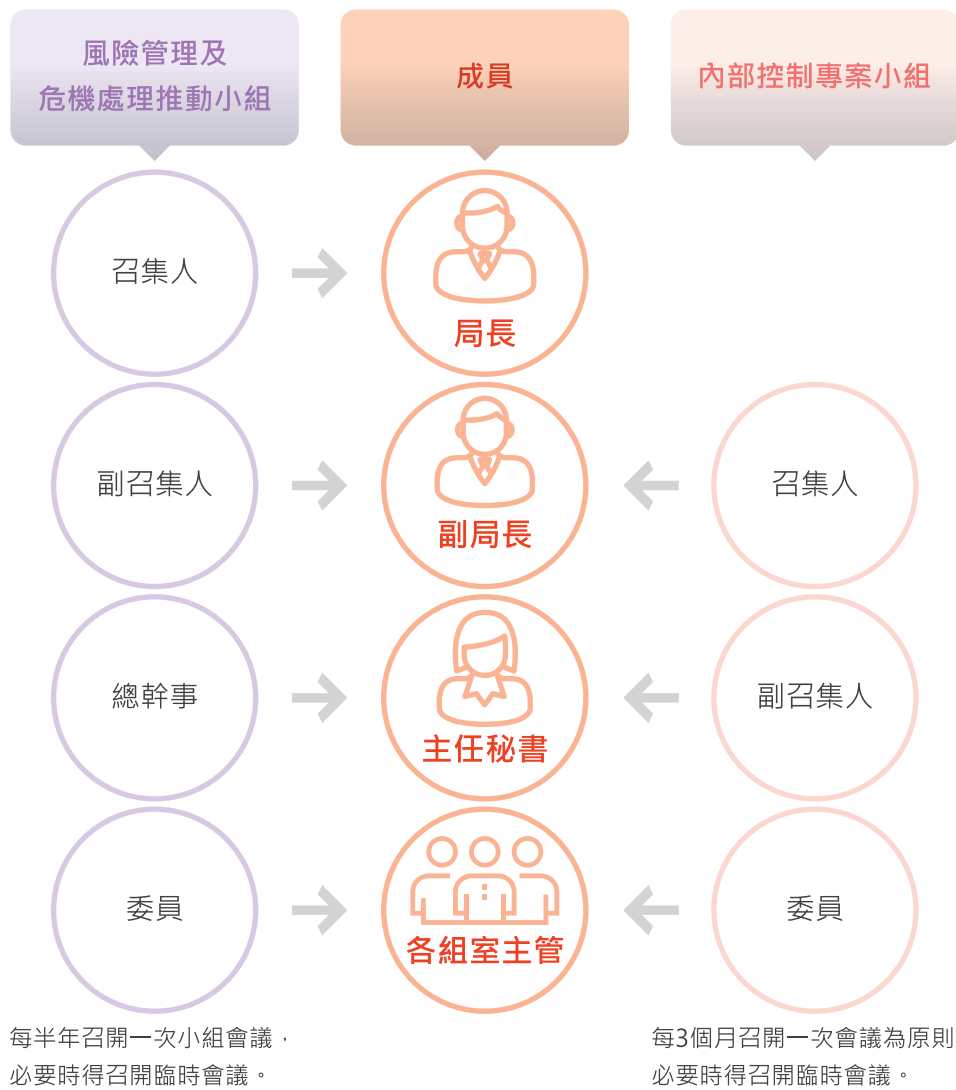 風險管理及
危機處理推動小組
成員
內部控制專案小組
召集人
局長
副召集人
副局長
召集人
總幹事
主任秘書
副召集人
委員
各組室主管
委員
每半年召開一次小組會議，
必要時得召開臨時會議。
每3個月召開一次會議為原則
必要時得召開臨時會議。